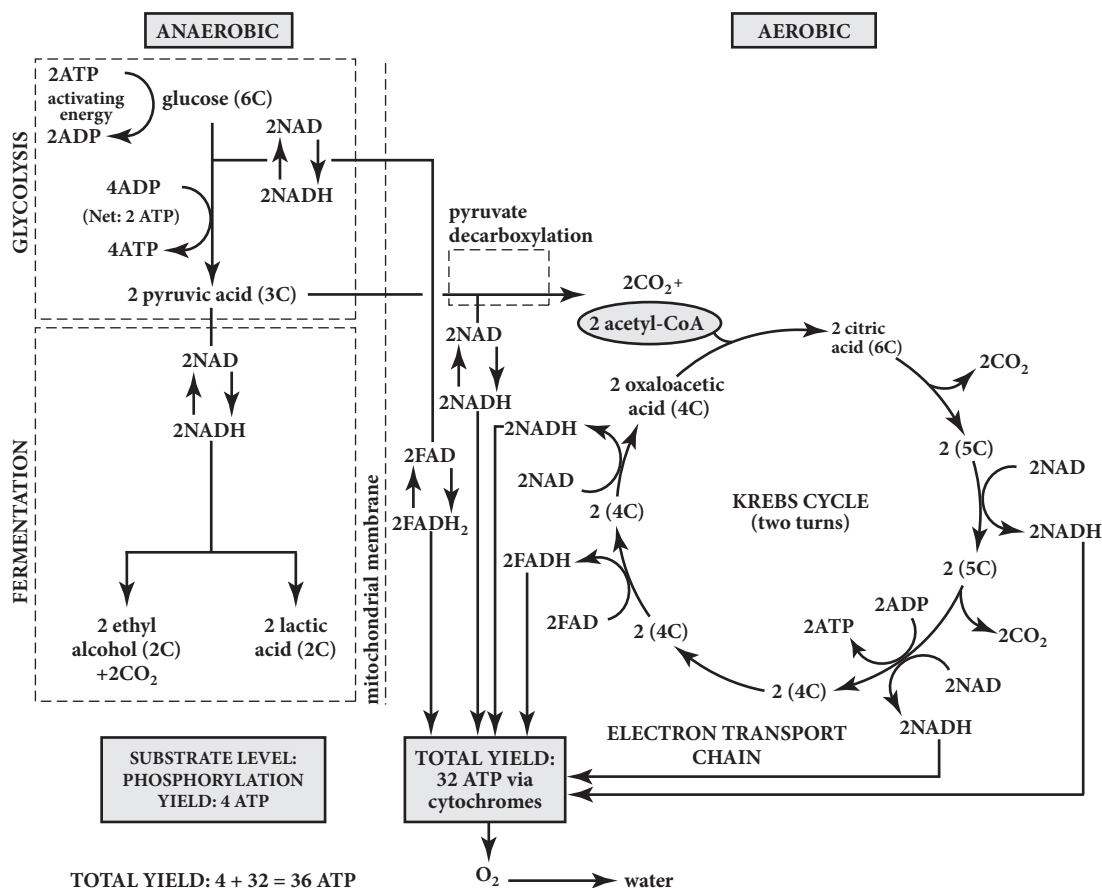 ANAEROBIC
AEROBIC
GLYCOLYSIS
2ATP
activating
energy
2ADP
glucose (6C)
2NAD
2NADH
4ADP
(Net: 2 ATP)
4ATP
2 pyruvic acid (3C)
FERMENTATION
2NAD
2NADH
2 ethyl
alcohol (2C)
+2CO₂
2 lactic
acid (2C)
mitochondrial membrane
pyruvate
decarboxylation
2NAD
2NADH
2FAD
2FADH₂
2CO₂+
2 acetyl-CoA
2 citric
acid (6C)
2CO₂
2 (5C)
2NAD
2NADH
2 (5C)
2CO₂
2ADP
2ATP
2NAD
2NADH
2 (4C)
2 (4C)
2FAD
2FADH
2 (4C)
2NAD
2NADH
2 oxaloacetic
acid (4C)
KREBS CYCLE
(two turns)
ELECTRON TRANSPORT
CHAIN
SUBSTRATE LEVEL:
PHOSPHORYLATION
YIELD: 4 ATP
TOTAL YIELD:
32 ATP via
cytochromes
O₂
water
TOTAL YIELD: 4 + 32 = 36 ATP